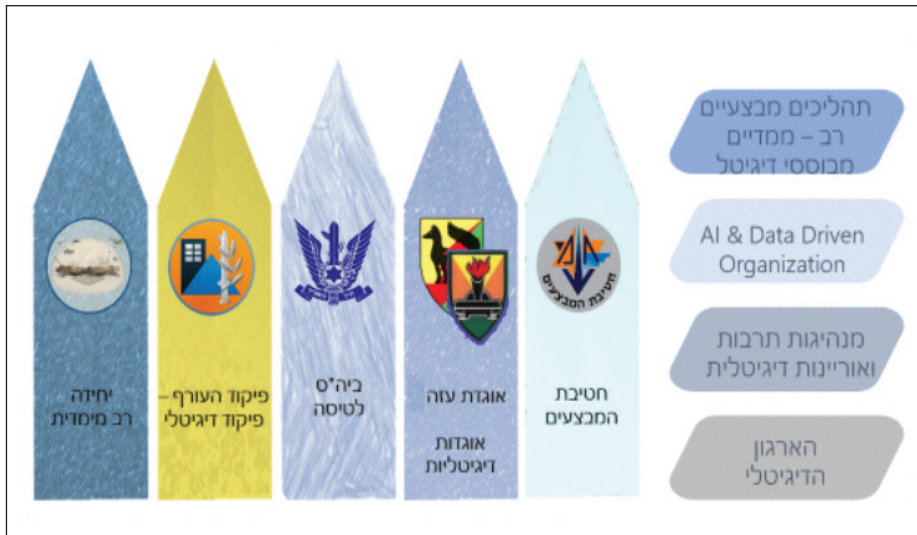 תהליכים מבצעיים
רב – ממדיים
מבוססי דיגיטל
AI & Data Driven
Organization
מנהיגות תרבות
ואוריינות דיגיטלית
הארגון
הדיגיטלי
חטיבת המבצעים
חטיבת
המבצעים
אוגדת עזה
אוגדות
דיגיטליות
ביה"ס
לטיסה
פיקוד העורף –
פיקוד דיגיטלי
יחידה
רב מימדית